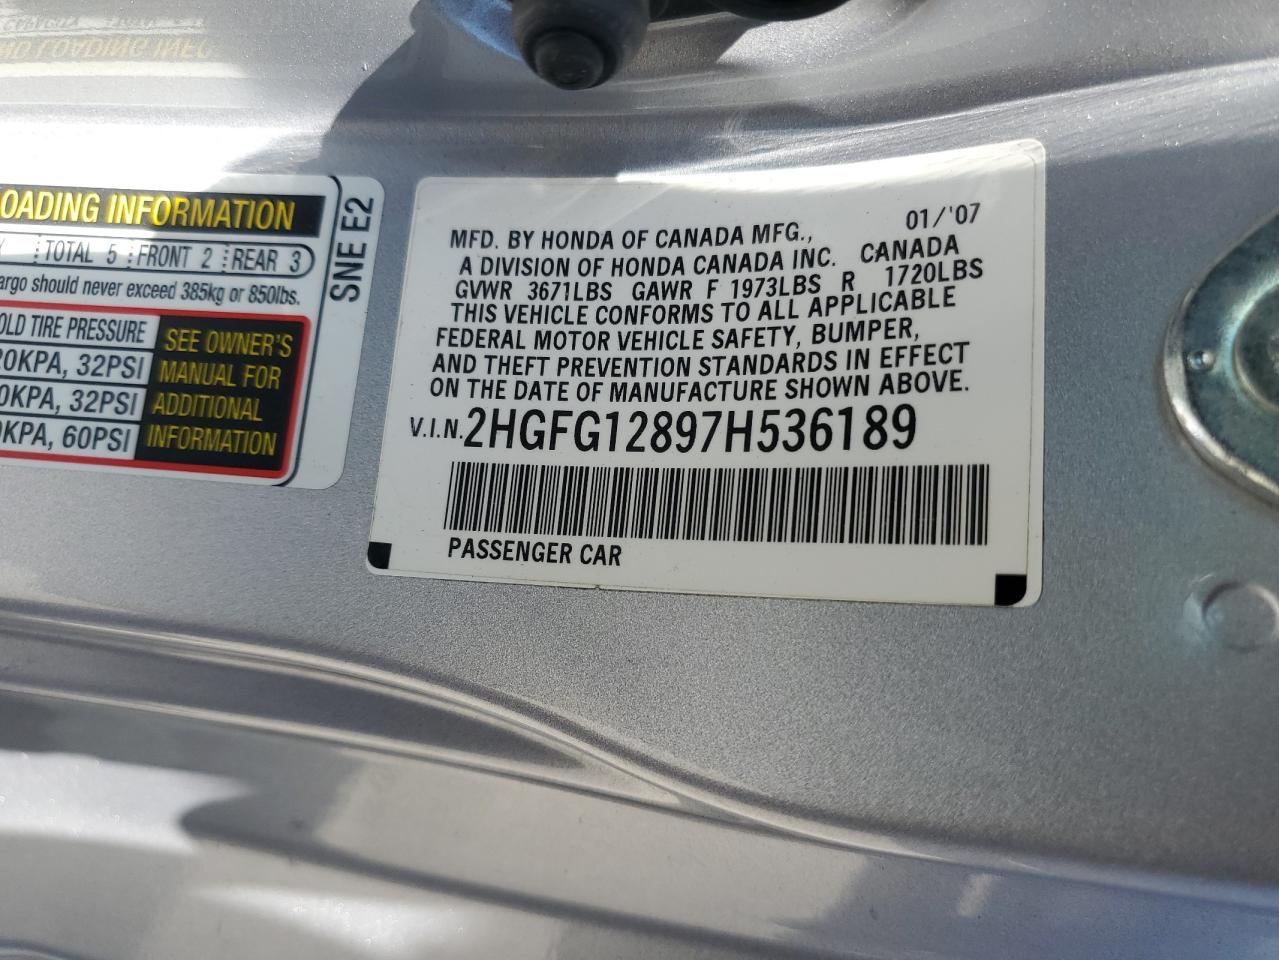 OADING INFORMATION
TOTAL 5 FRONT 2 REAR 3
argo should never exceed 385kg or 850lbs.
OLD TIRE PRESSURE
20KPA, 32PSI
0KPA, 32PSI
0KPA, 60PSI
SEE OWNER'S
MANUAL FOR
ADDITIONAL
INFORMATION
SNE E2
01/'07
MFD. BY HONDA OF CANADA MFG.,
A DIVISION OF HONDA CANADA INC. CANADA
GVWR 3671LBS GAWR F 1973LBS R 1720LBS
THIS VEHICLE CONFORMS TO ALL APPLICABLE
FEDERAL MOTOR VEHICLE SAFETY, BUMPER,
AND THEFT PREVENTION STANDARDS IN EFFECT
ON THE DATE OF MANUFACTURE SHOWN ABOVE.
V.I.N. 2HGFG12897H536189
PASSENGER CAR